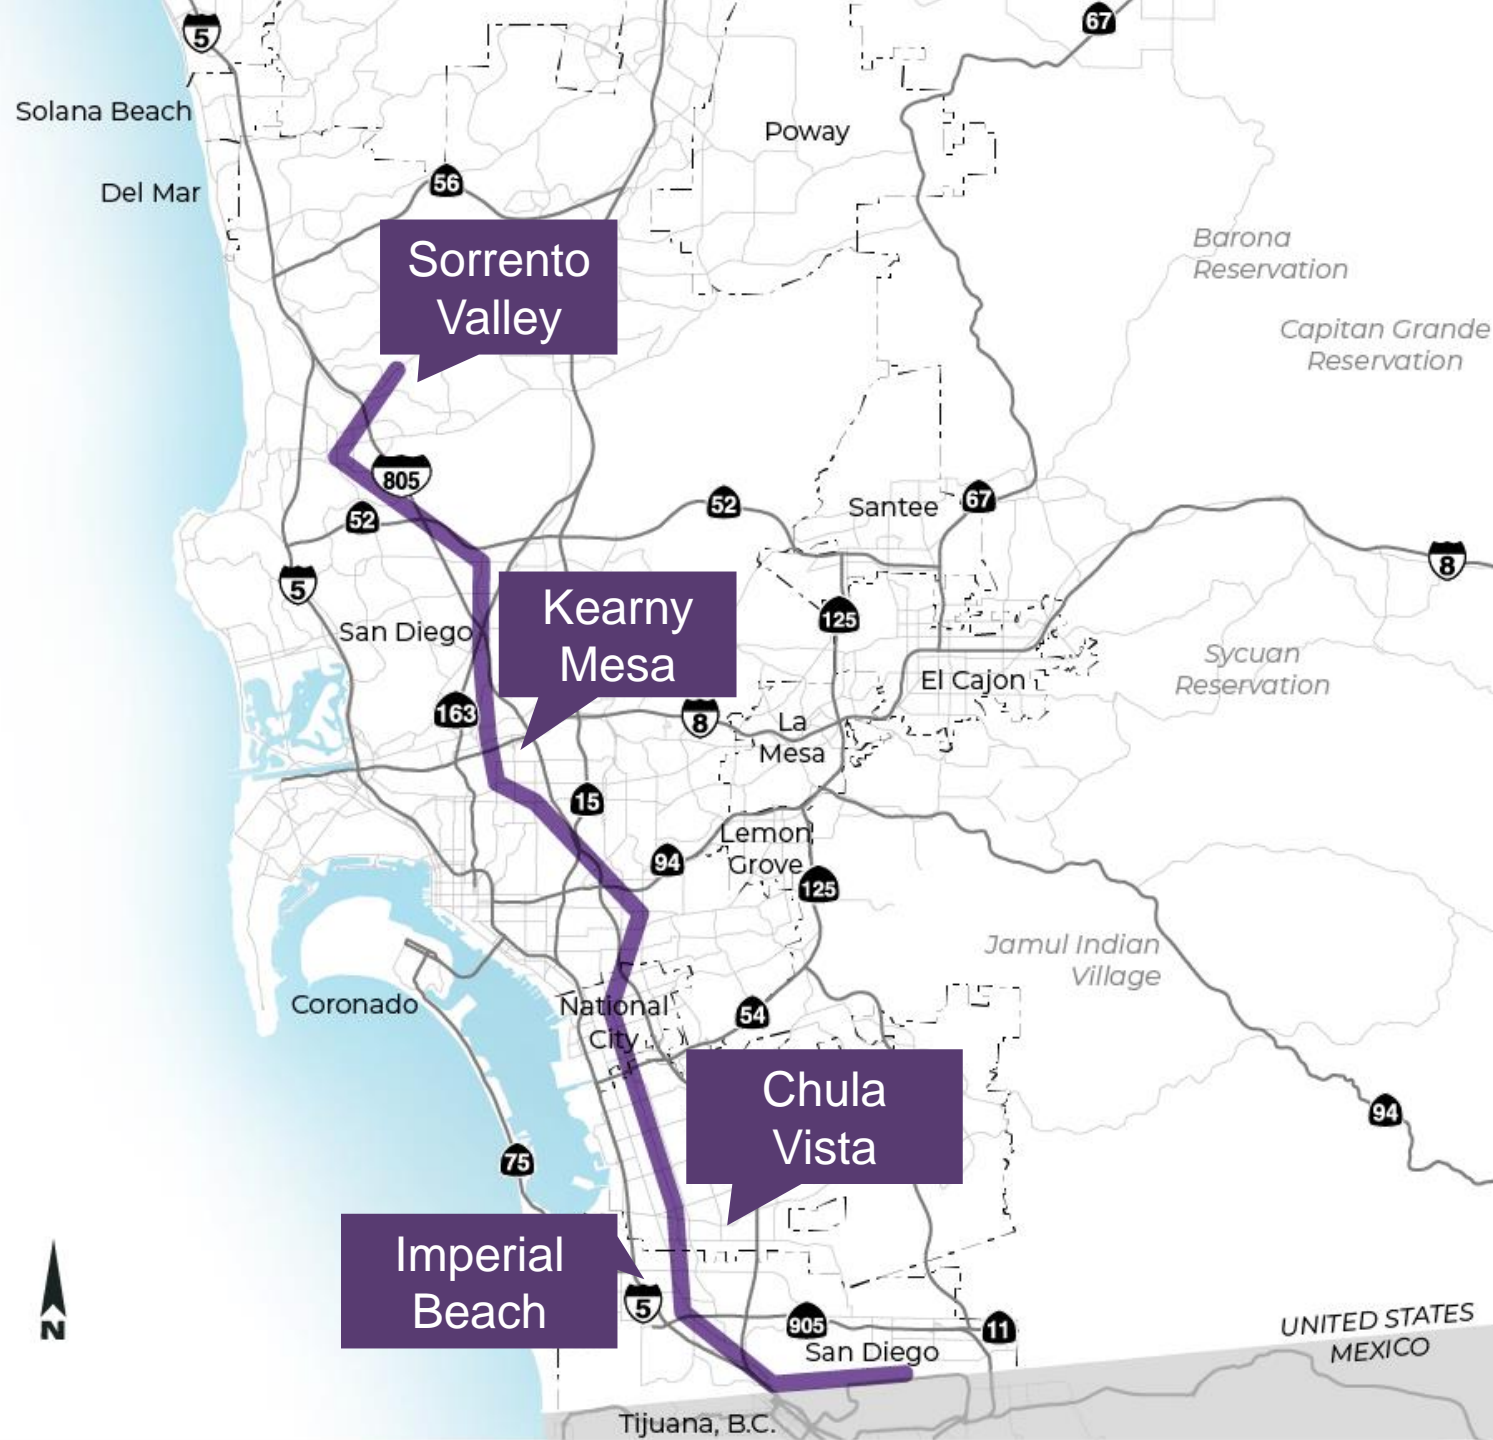 5
67
Solana Beach
Poway
Del Mar
56
Sorrento
Valley
Barona
Reservation
Capitan Grande
Reservation
805
52
52
Santee
67
8
5
Kearny
Mesa
125
San Diego
Sycuan
Reservation
El Cajon
163
8
La
Mesa
15
Lemon
Grove
94
125
Jamul Indian
Village
Coronado
National
City
54
Chula
Vista
94
75
Imperial
Beach
5
905
11
San Diego
UNITED STATES
MEXICO
N
Tijuana, B.C.